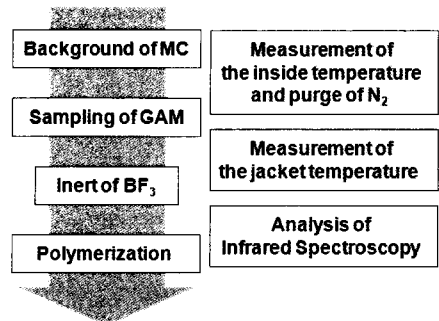 Background of MC
Sampling of GAM
Inert of BF3
Polymerization
Measurement of
the inside temperature
and purge of N2
Measurement of
the jacket temperature
Analysis of
Infrared Spectroscopy